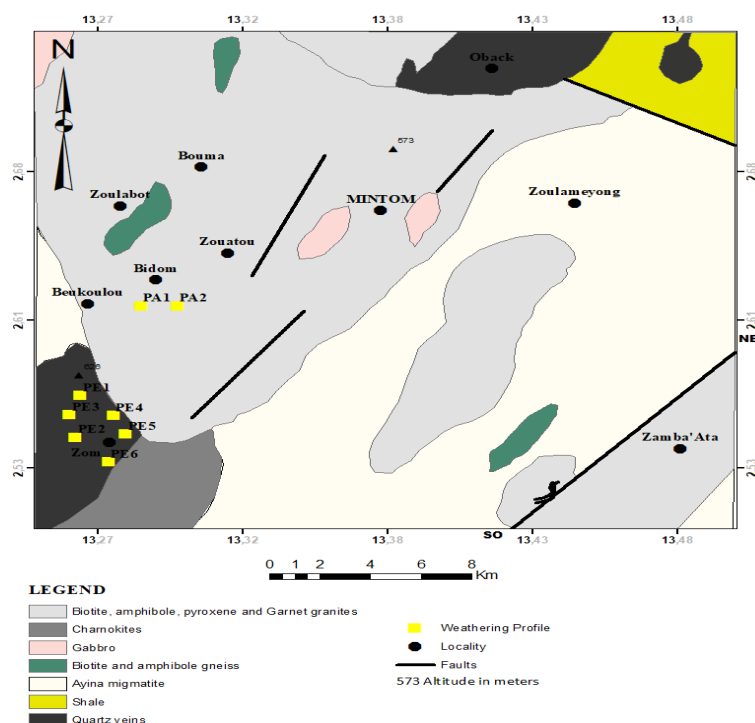 13,27 13,32 13,38 13,43 13,48
N
Oback
573
2,68 Bouma 2,68
Zoulabot MINTOM Zoulameyong
Zouatou
Bidom
Beukoulou PA1 PA2
2,61 2,61
NE
626
PE1
PE3 PE4
PE2 PE5
Zom Zamba'Ata
PE6
2,53 2,53
SO
13,27 13,32 13,38 13,43 13,48
0 1 2 4 6 8
Km
LEGEND
Biotite, amphibole, pyroxene and Garnet granites
Charnokites
Gabbro
Biotite and amphibole gneiss
Ayina migmatite
Shale
Quartz veins
Weathering Profile
Locality
Faults
573 Altitude in meters